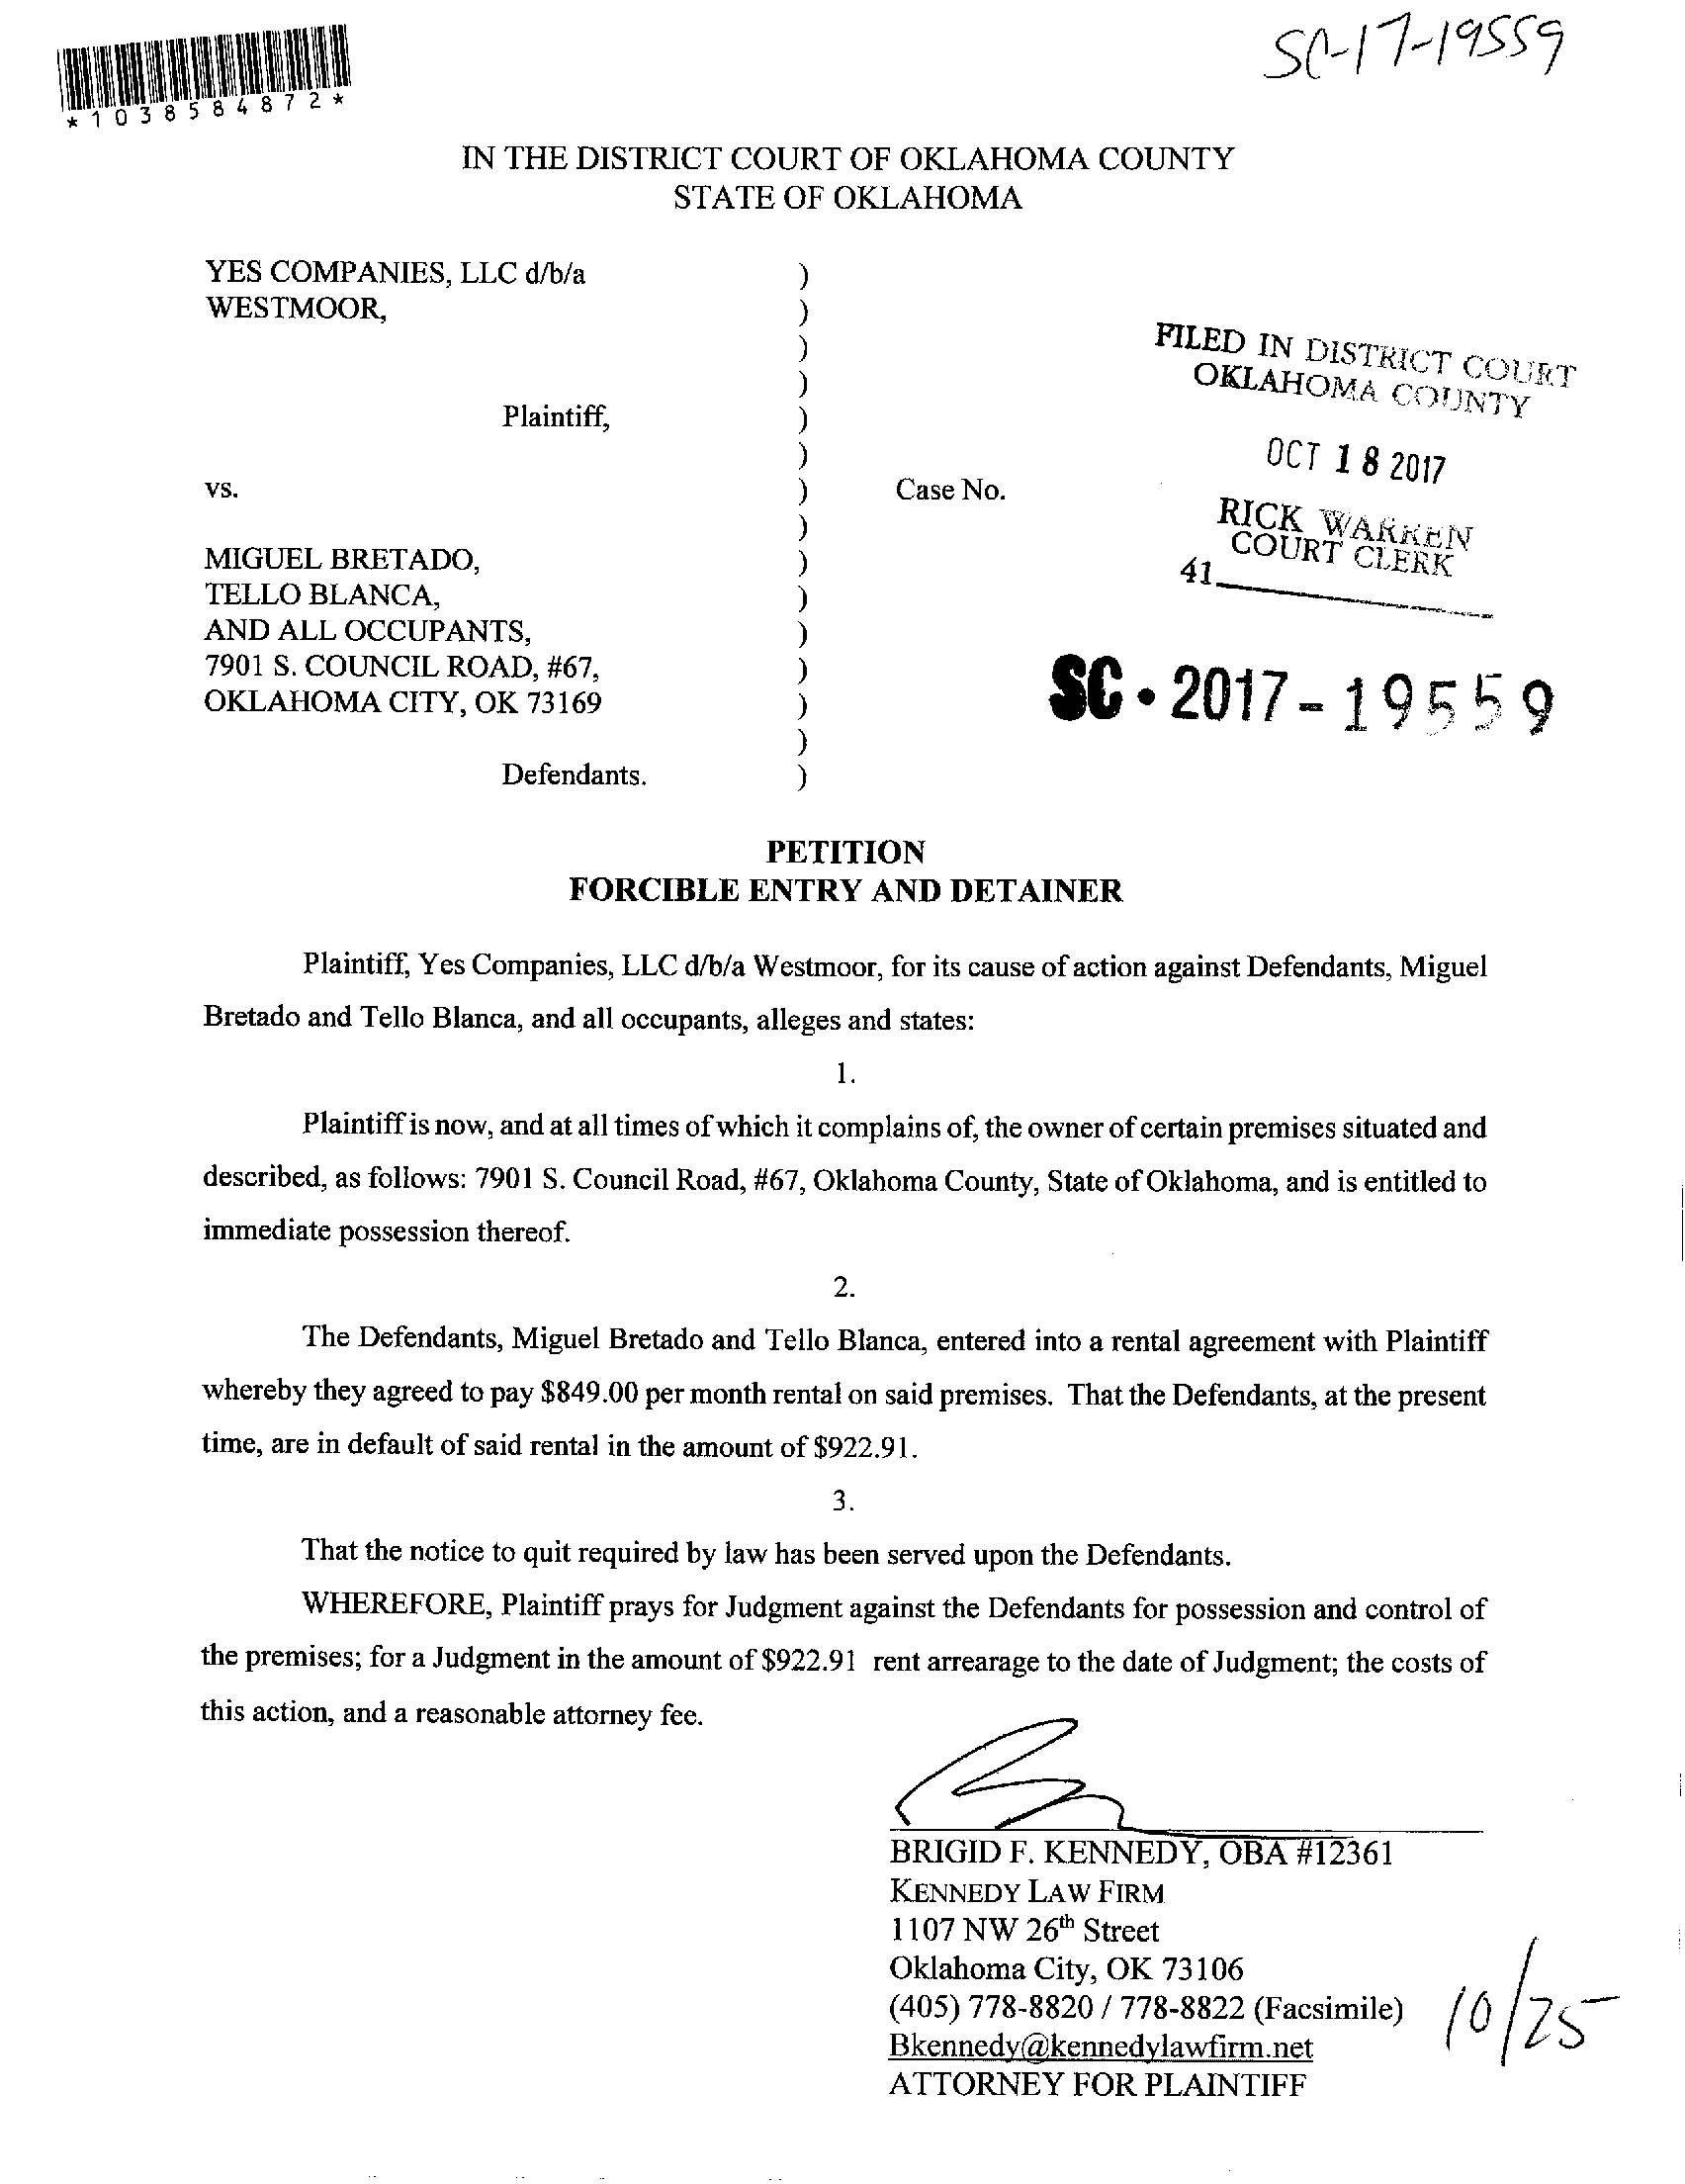 SC-17-19559
*1038584872*
IN THE DISTRICT COURT OF OKLAHOMA COUNTY
STATE OF OKLAHOMA
YES COMPANIES, LLC d/b/a )
WESTMOOR, )
)
)
Plaintiff, )
)
vs. ) Case No.
)
MIGUEL BRETADO, )
TELLO BLANCA, )
AND ALL OCCUPANTS, )
7901 S. COUNCIL ROAD, #67, )
OKLAHOMA CITY, OK 73169 )
)
Defendants. )
FILED IN DISTRICT COURT
OKLAHOMA COUNTY
OCT 18 2017
RICK WARREN
COURT CLERK
41
SC • 2017 - 19559
PETITION
FORCIBLE ENTRY AND DETAINER
Plaintiff, Yes Companies, LLC d/b/a Westmoor, for its cause of action against Defendants, Miguel
Bretado and Tello Blanca, and all occupants, alleges and states:
1.
Plaintiff is now, and at all times of which it complains of, the owner of certain premises situated and
described, as follows: 7901 S. Council Road, #67, Oklahoma County, State of Oklahoma, and is entitled to
immediate possession thereof.
2.
The Defendants, Miguel Bretado and Tello Blanca, entered into a rental agreement with Plaintiff
whereby they agreed to pay $849.00 per month rental on said premises. That the Defendants, at the present
time, are in default of said rental in the amount of $922.91.
3.
That the notice to quit required by law has been served upon the Defendants.
WHEREFORE, Plaintiff prays for Judgment against the Defendants for possession and control of
the premises; for a Judgment in the amount of $922.91 rent arrearage to the date of Judgment; the costs of
this action, and a reasonable attorney fee.
BRIGID F. KENNEDY, OBA #12361
KENNEDY LAW FIRM
1107 NW 26th Street
Oklahoma City, OK 73106
(405) 778-8820 / 778-8822 (Facsimile)
Bkennedy@kennedylawfirm.net
ATTORNEY FOR PLAINTIFF
10/25